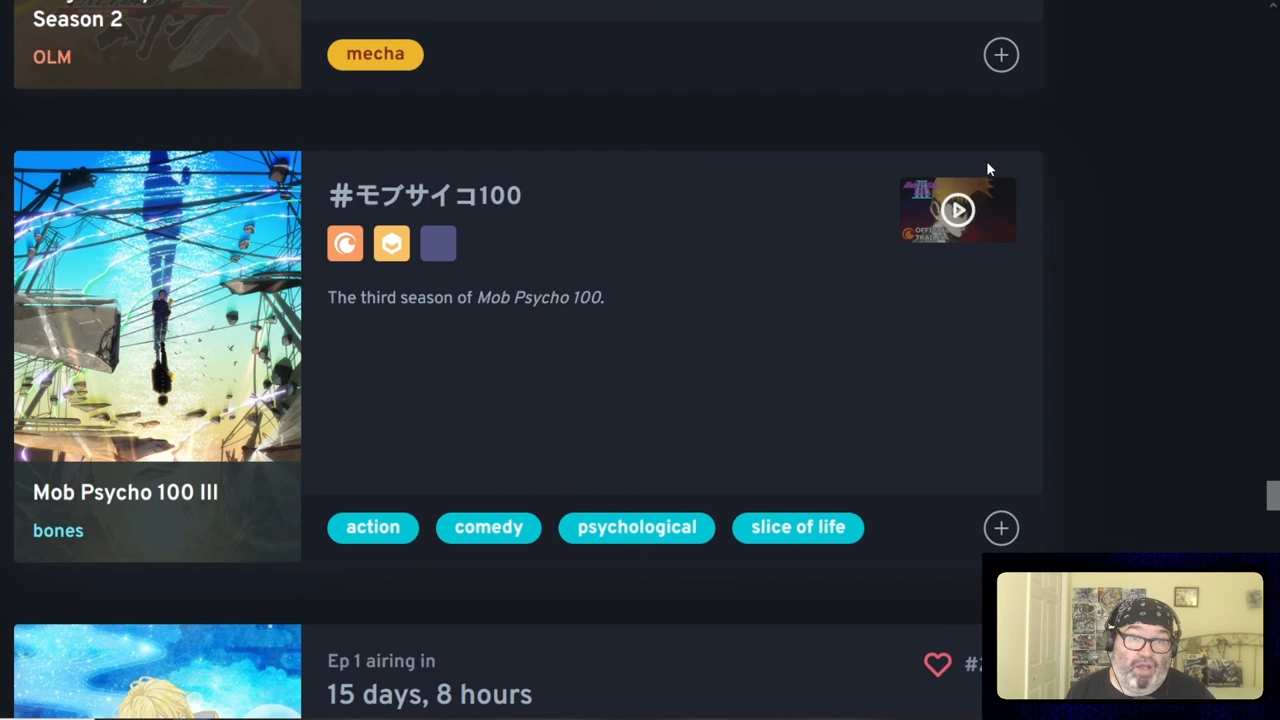 Season 2
OLM
mecha
#モブサイコ100
The third season of Mob Psycho 100.
Mob Psycho 100 III
bones
action
comedy
psychological
slice of life
Ep 1 airing in
15 days, 8 hours